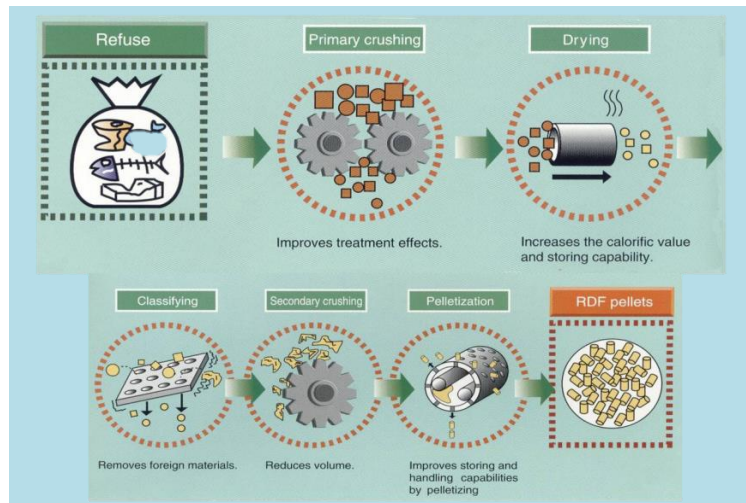 Refuse
Primary crushing
Drying
Improves treatment effects.
Increases the calorific value
and storing capability.
Classifying
Secondary crushing
Pelletization
RDF pellets
Removes foreign materials.
Reduces volume.
Improves storing and
handling capabilities
by pelletizing